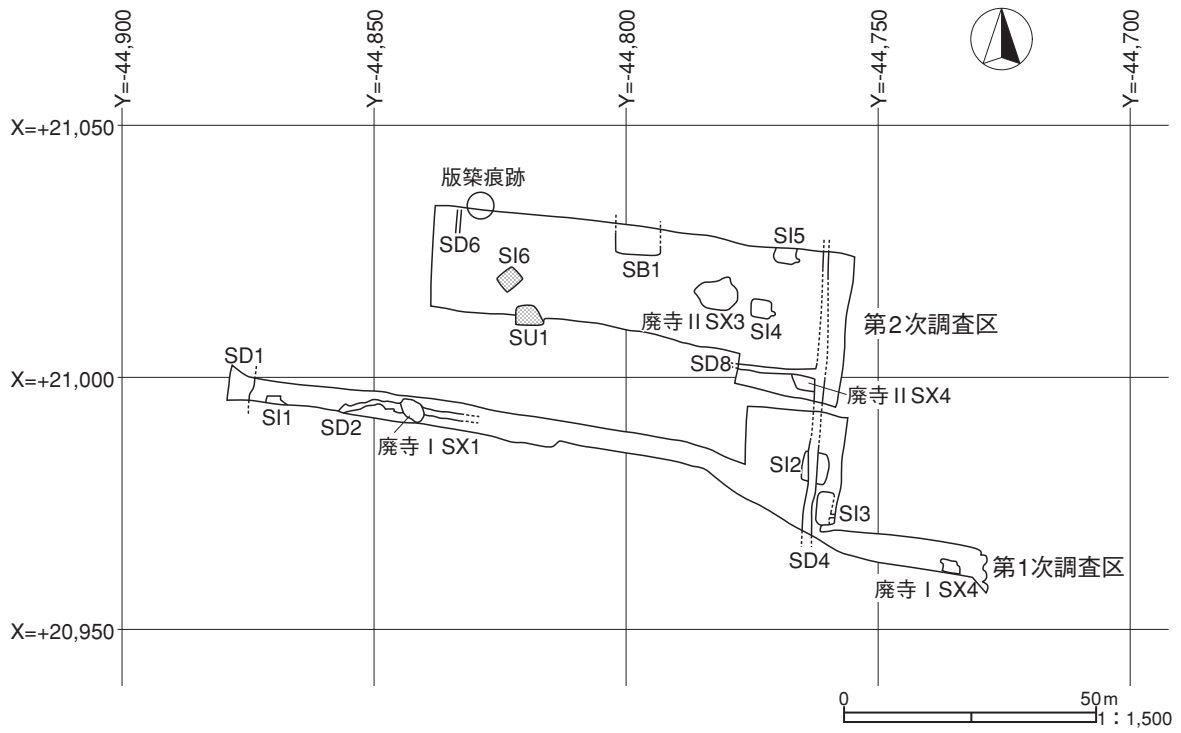 Y=-44,900
Y=-44,850
Y=-44,800
Y=-44,750
Y=-44,700
X=+21,050
版築痕跡
SD6
SI6
SB1
SI5
廃寺ⅡSX3
SI4
第2次調査区
SU1
SD8
SD1
X=+21,000
廃寺ⅡSX4
SI1
SD2
廃寺ⅠSX1
SI2
SI3
SD4
廃寺ⅠSX4
第1次調査区
X=+20,950
0
50m
1：1,500